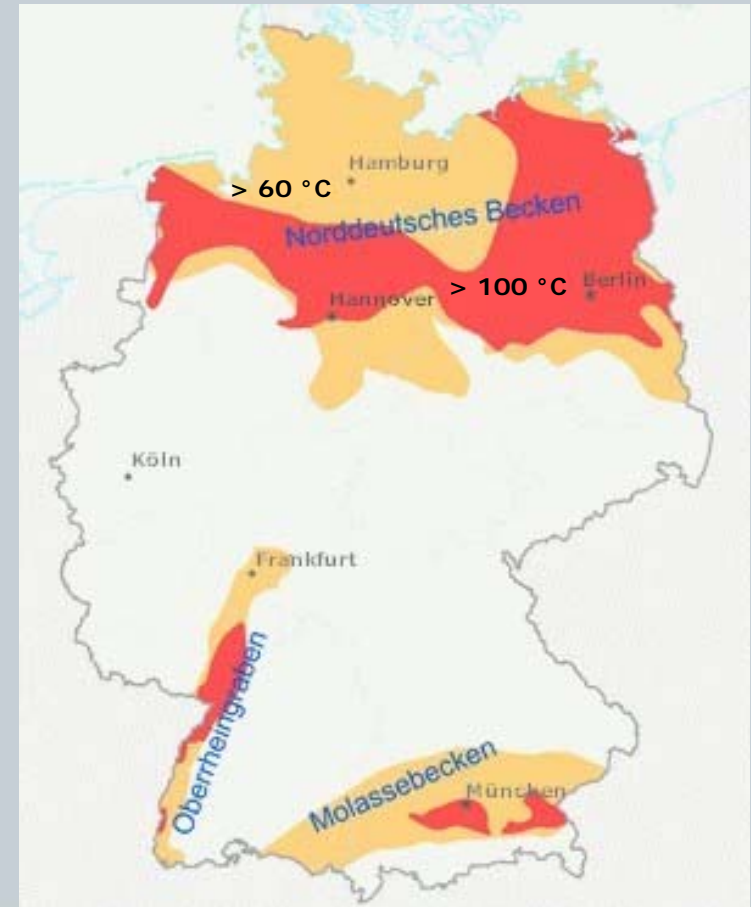 Hamburg
> 60 °C
Norddeutsches Becken
> 100 °C
Berlin
Hannover
Köln
Frankfurt
Oberrheingraben
Molassebecken
München